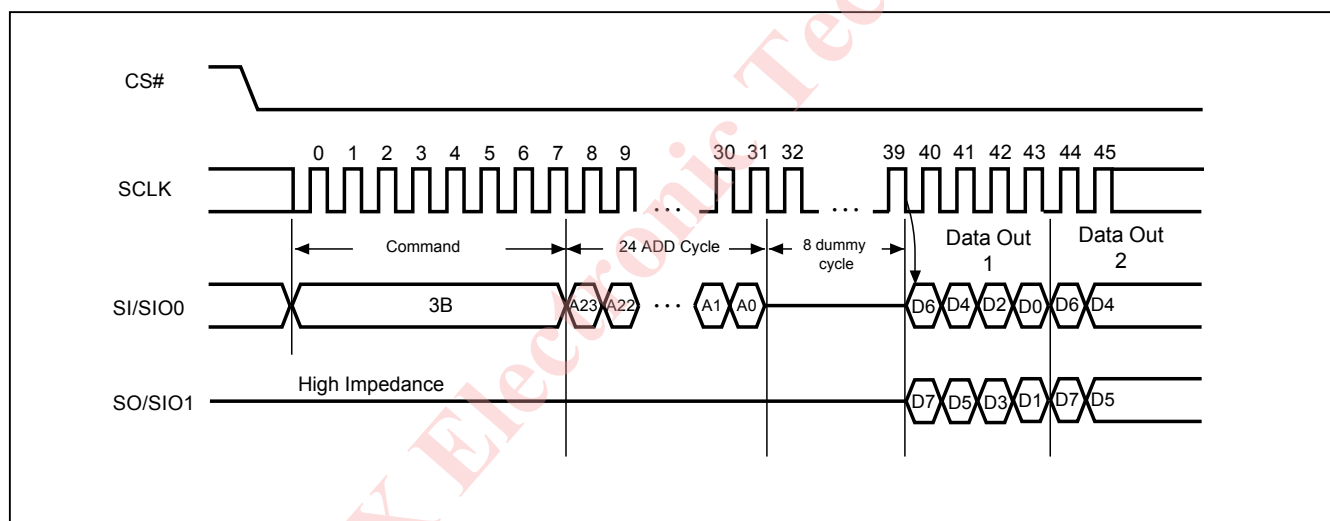 CS#
0 1 2 3 4 5 6 7 8 9 30 31 32 39 40 41 42 43 44 45
SCLK
Command 24 ADD Cycle 8 dummy cycle Data Out 1 Data Out 2
SI/SIO0 3B A23 A22 A1 A0 D6 D4 D2 D0 D6 D4
High Impedance
SO/SIO1 D7 D5 D3 D1 D7 D5
X Electronic Tec